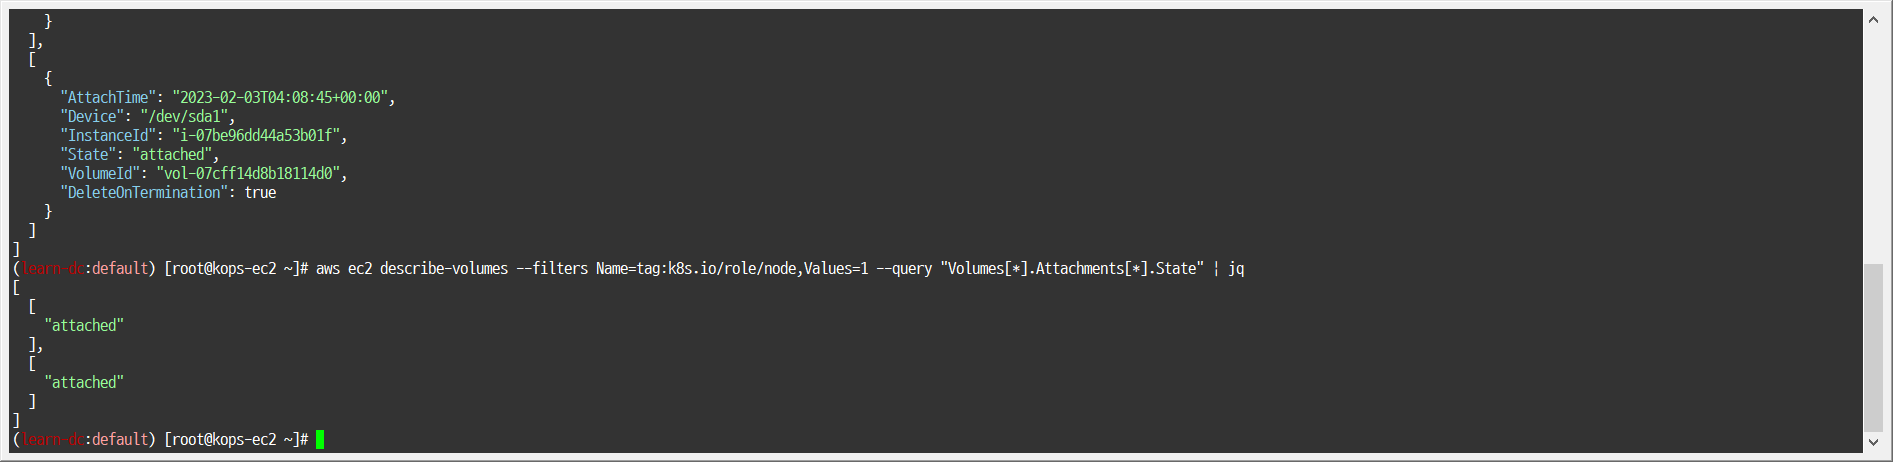 }
  ],
  [
    {
      "AttachTime": "2023-02-03T04:08:45+00:00",
      "Device": "/dev/sda1",
      "InstanceId": "i-07be96dd44a53b01f",
      "State": "attached",
      "VolumeId": "vol-07cff14d8b18114d0",
      "DeleteOnTermination": true
    }
  ]
]
(learn-dc:default) [root@kops-ec2 ~]# aws ec2 describe-volumes --filters Name=tag:k8s.io/role/node,Values=1 --query "Volumes[*].Attachments[*].State" | jq
[
  [
    "attached"
  ],
  [
    "attached"
  ]
]
(learn-dc:default) [root@kops-ec2 ~]#